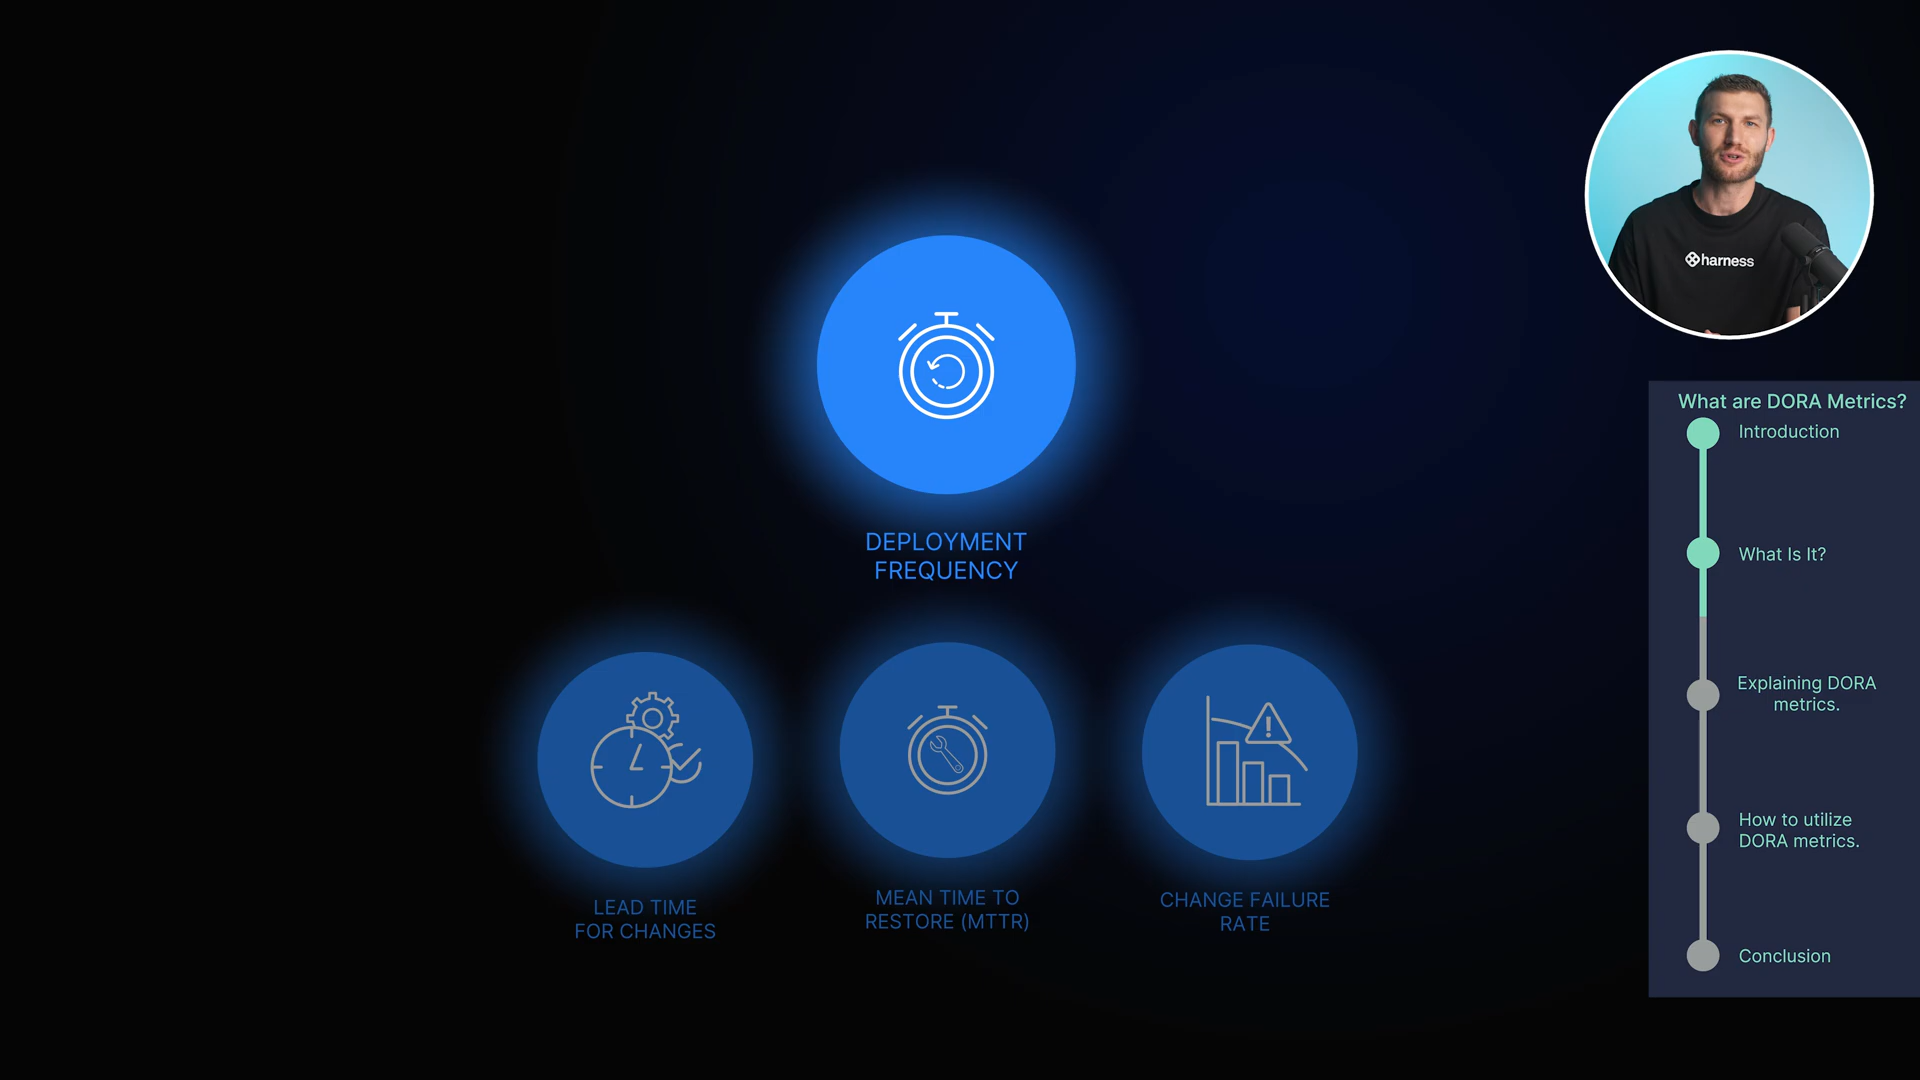 harness
DEPLOYMENT
FREQUENCY
LEAD TIME
FOR CHANGES
MEAN TIME TO
RESTORE (MTTR)
CHANGE FAILURE
RATE
What are DORA Metrics?
Introduction
What Is It?
Explaining DORA
metrics.
How to utilize
DORA metrics.
Conclusion